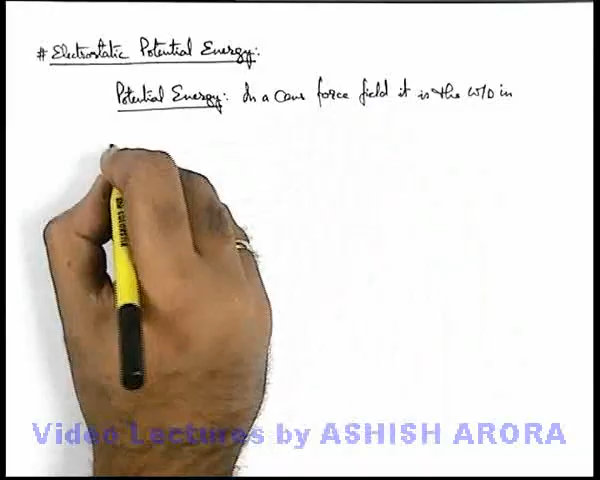 # Electrostatic Potential Energy:
Potential Energy: In a Cons force field it is the W/D in
Video Lectures by ASHISH ARORA